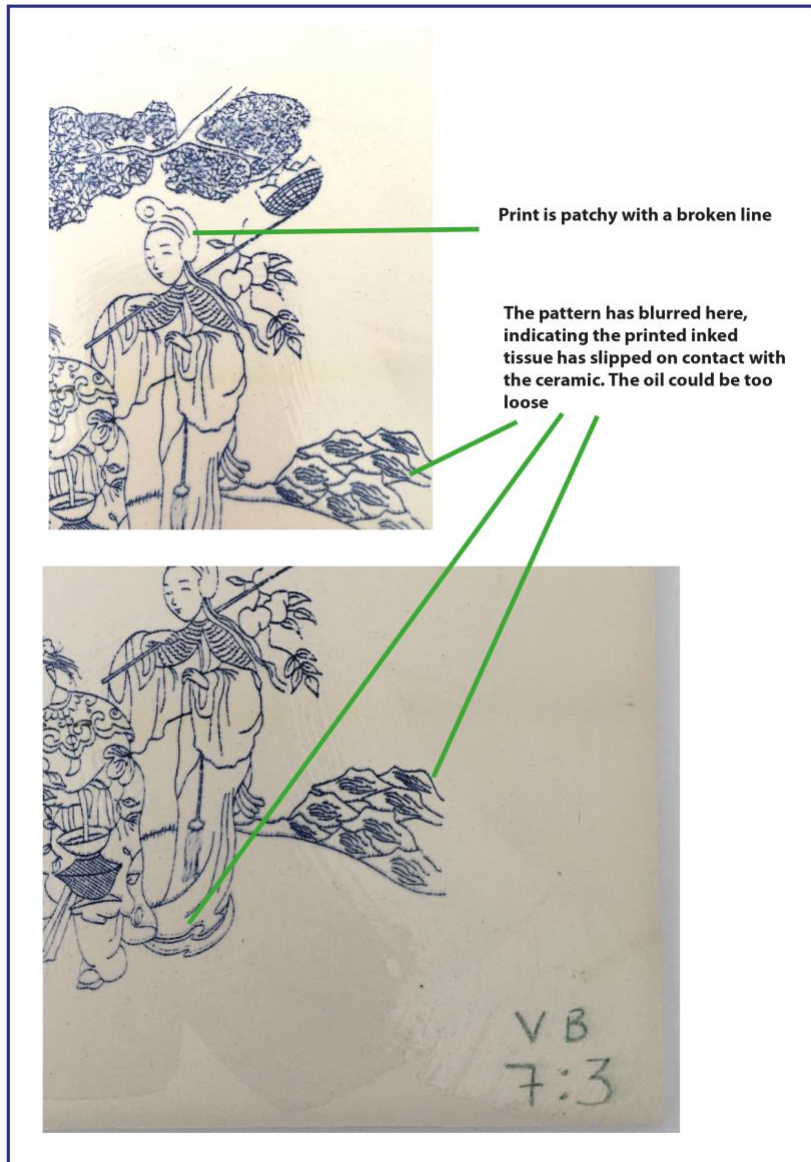 Print is patchy with a broken line
The pattern has blurred here,
indicating the printed inked
tissue has slipped on contact with
the ceramic. The oil could be too
loose
V B
7:3